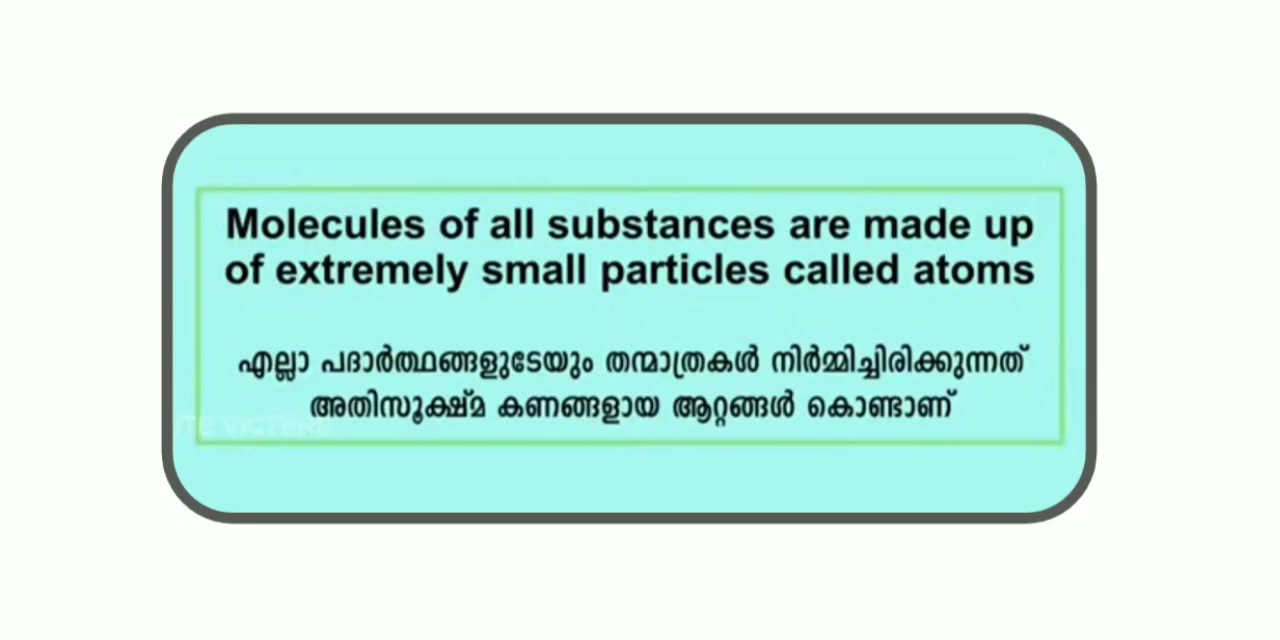 Molecules of all substances are made up
of extremely small particles called atoms
എല്ലാ പദാർത്ഥങ്ങളുടേയും തന്മാത്രകൾ നിർമ്മിച്ചിരിക്കുന്നത്
അതിസൂക്ഷ്മ കണങ്ങളായ ആറ്റങ്ങൾ കൊണ്ടാണ്